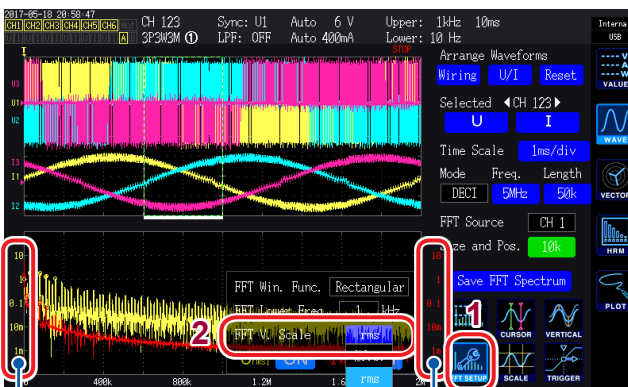 2017-05-18 20:58:47
CH1 CH2 CH3 CH4 CH5 CH6 Mot CH 123 Sync: U1 Auto 6 V Upper: 1kHz 10ms Interna
A 3P3W3M ① LPF: OFF Auto 400mA Lower: 10 Hz USB
STOP
Arrange Waveforms
Wiring U/I Reset
VALUE
U3
U1
U2
Selected ◀CH 123▶
U I
WAVE
Time Scale 1ms/div
I3
I1
I2
Mode Freq. Length
DECI 5MHz 50k
VECTOR
FFT Source CH 1
Size and Pos. 10k
HRM
10 10
1
0.1 0.1
10m 10m
1m 1m
Save FFT Spectrum
PLOT
FFT Win. Func. Rectangular
FFT Lower Freq. 1 kHz
2 FFT V. Scale rms
rms
ON
1
CURSOR VERTICAL
FFT SETUP SCALE TRIGGER
400k 800k 1.2M 1.6